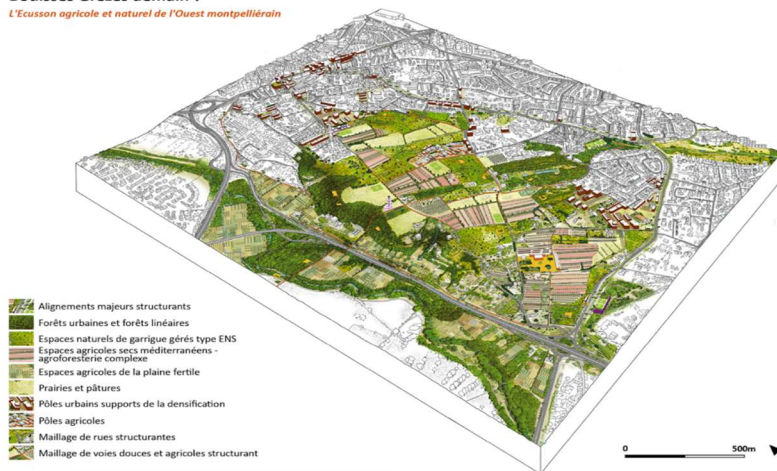 L'Ecusson agricole et naturel de l'Ouest montpelliérain
Alignements majeurs structurants
Forêts urbaines et forêts linéaires
Espaces naturels de garrigue gérés type ENS
Espaces agricoles secs méditerranéens -
agroforesterie complexe
Espaces agricoles de la plaine fertile
Prairies et pâtures
Pôles urbains supports de la densification
Pôles agricoles
Maillage de rues structurantes
Maillage de voies douces et agricoles structurant
0 500m